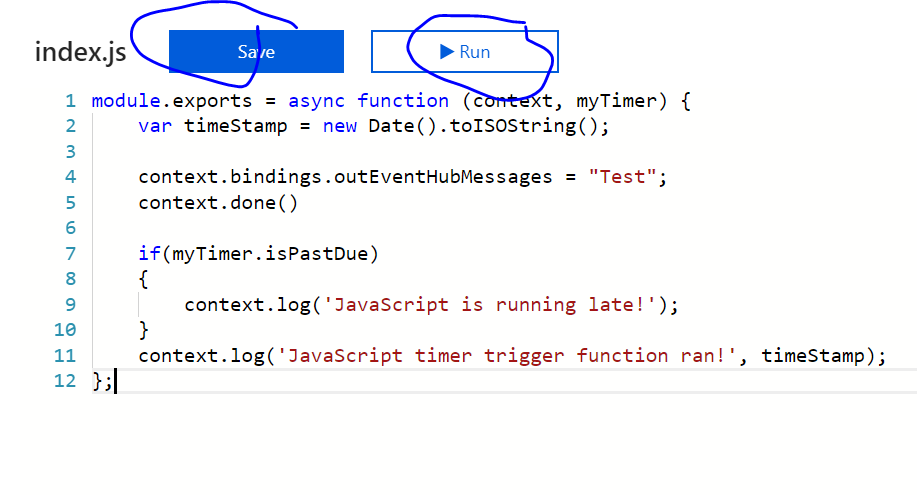 index.js Save Run
1 module.exports = async function (context, myTimer) {
2 var timeStamp = new Date().toISOString();
3
4 context.bindings.outEventHubMessages = "Test";
5 context.done()
6
7 if(myTimer.isPastDue)
8 {
9 context.log('JavaScript is running late!');
10 }
11 context.log('JavaScript timer trigger function ran!', timeStamp);
12 };